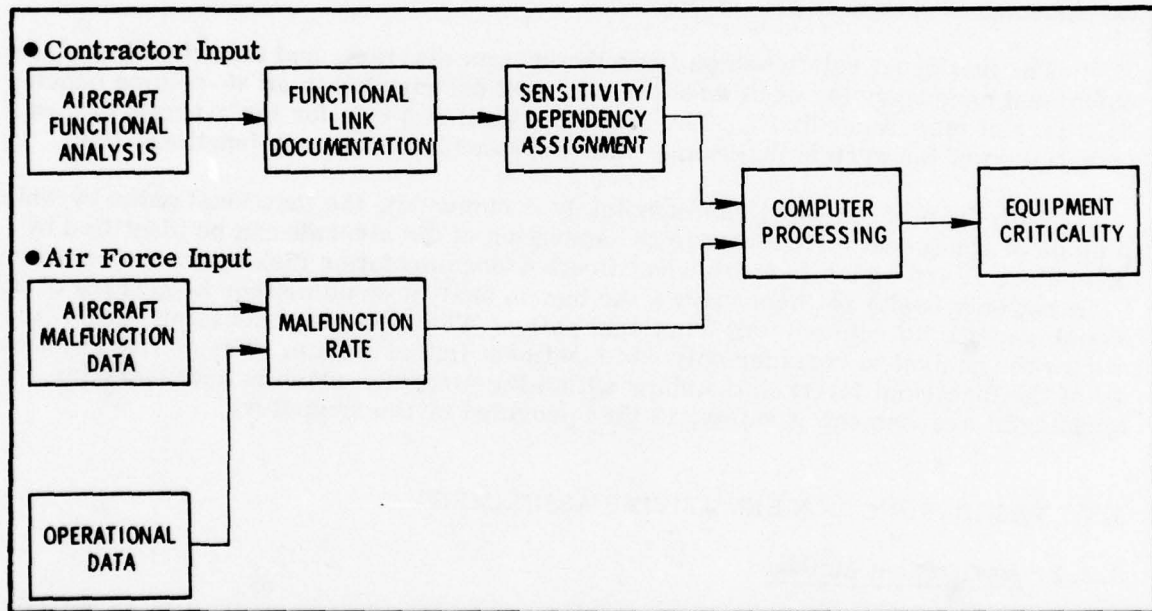 ● Contractor Input
AIRCRAFT
FUNCTIONAL
ANALYSIS
FUNCTIONAL
LINK
DOCUMENTATION
SENSITIVITY/
DEPENDENCY
ASSIGNMENT
COMPUTER
PROCESSING
EQUIPMENT
CRITICALITY
● Air Force Input
AIRCRAFT
MALFUNCTION
DATA
MALFUNCTION
RATE
OPERATIONAL
DATA